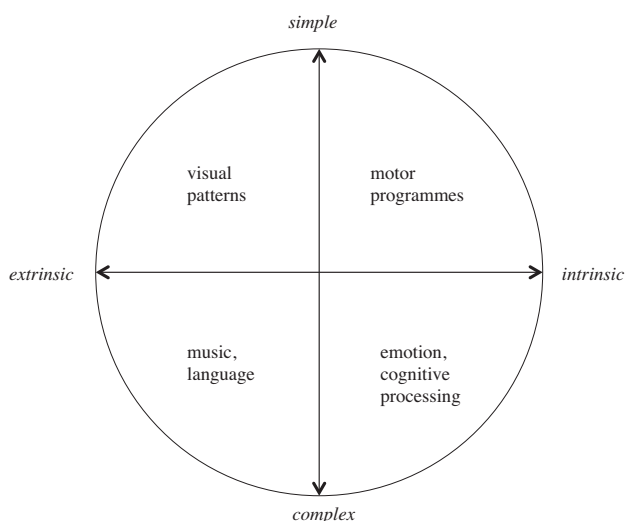 simple
visual
patterns
motor
programmes
extrinsic
intrinsic
music,
language
emotion,
cognitive
processing
complex